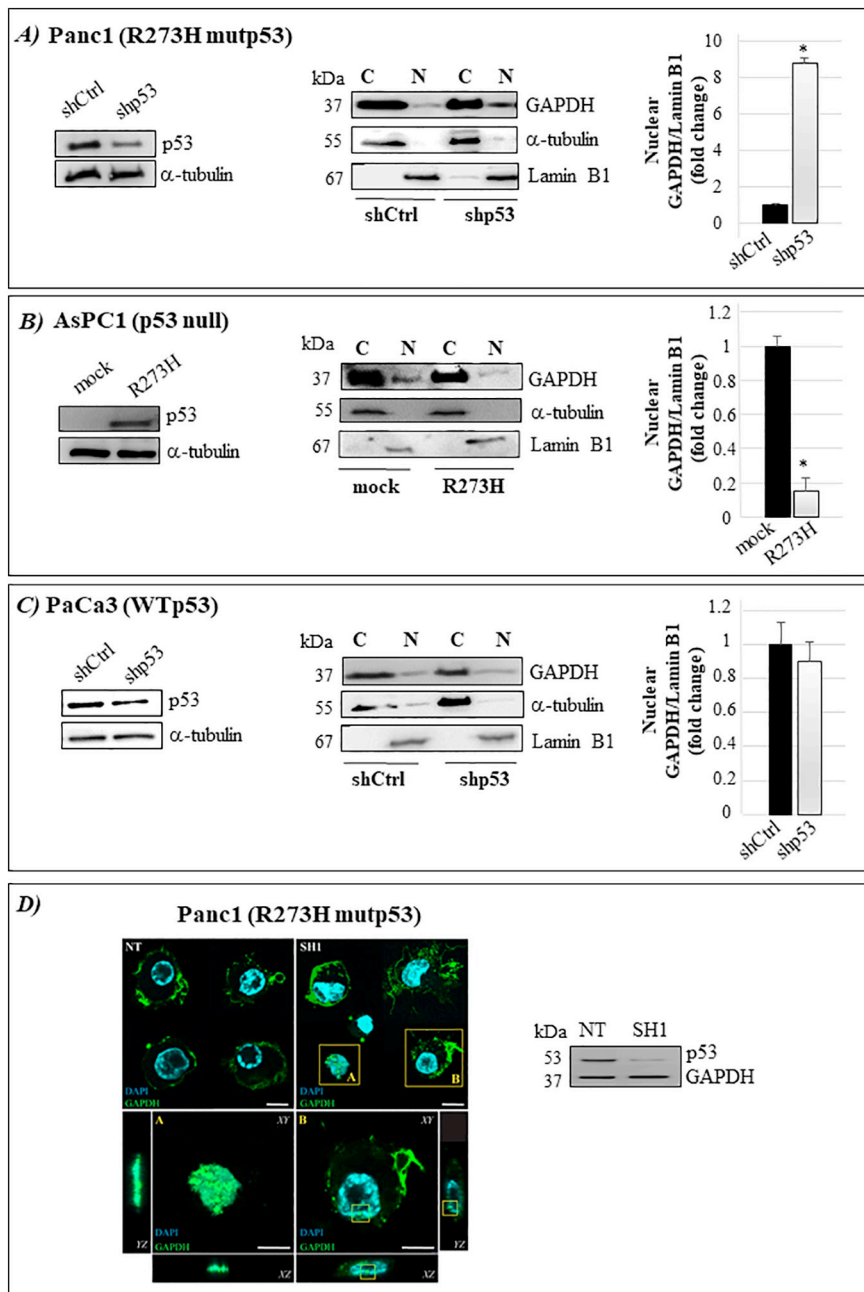 A) Panc1 (R273H mutp53)
shCtrl shp53
p53
α-tubulin
kDa C N C N
37 GAPDH
55 α-tubulin
67 Lamin B1
shCtrl shp53
Nuclear
GAPDH/Lamin B1
(fold change)
10
8
6
4
2
0
*
shCtrl shp53
B) AsPC1 (p53 null)
mock R273H
p53
α-tubulin
kDa C N C N
37 GAPDH
55 α-tubulin
67 Lamin B1
mock R273H
Nuclear
GAPDH/Lamin B1
(fold change)
1.2
1
0.8
0.6
0.4
0.2
0
*
mock R273H
C) PaCa3 (WTp53)
shCtrl shp53
p53
α-tubulin
kDa C N C N
37 GAPDH
55 α-tubulin
67 Lamin B1
shCtrl shp53
Nuclear
GAPDH/Lamin B1
(fold change)
1.2
1
0.8
0.6
0.4
0.2
0
shCtrl shp53
D)
Panc1 (R273H mutp53)
NT SH1
A B
DAPI DAPI
GAPDH GAPDH
A XY B XY
DAPI DAPI
GAPDH GAPDH
YZ YZ
XZ XZ
kDa NT SH1
53 p53
37 GAPDH